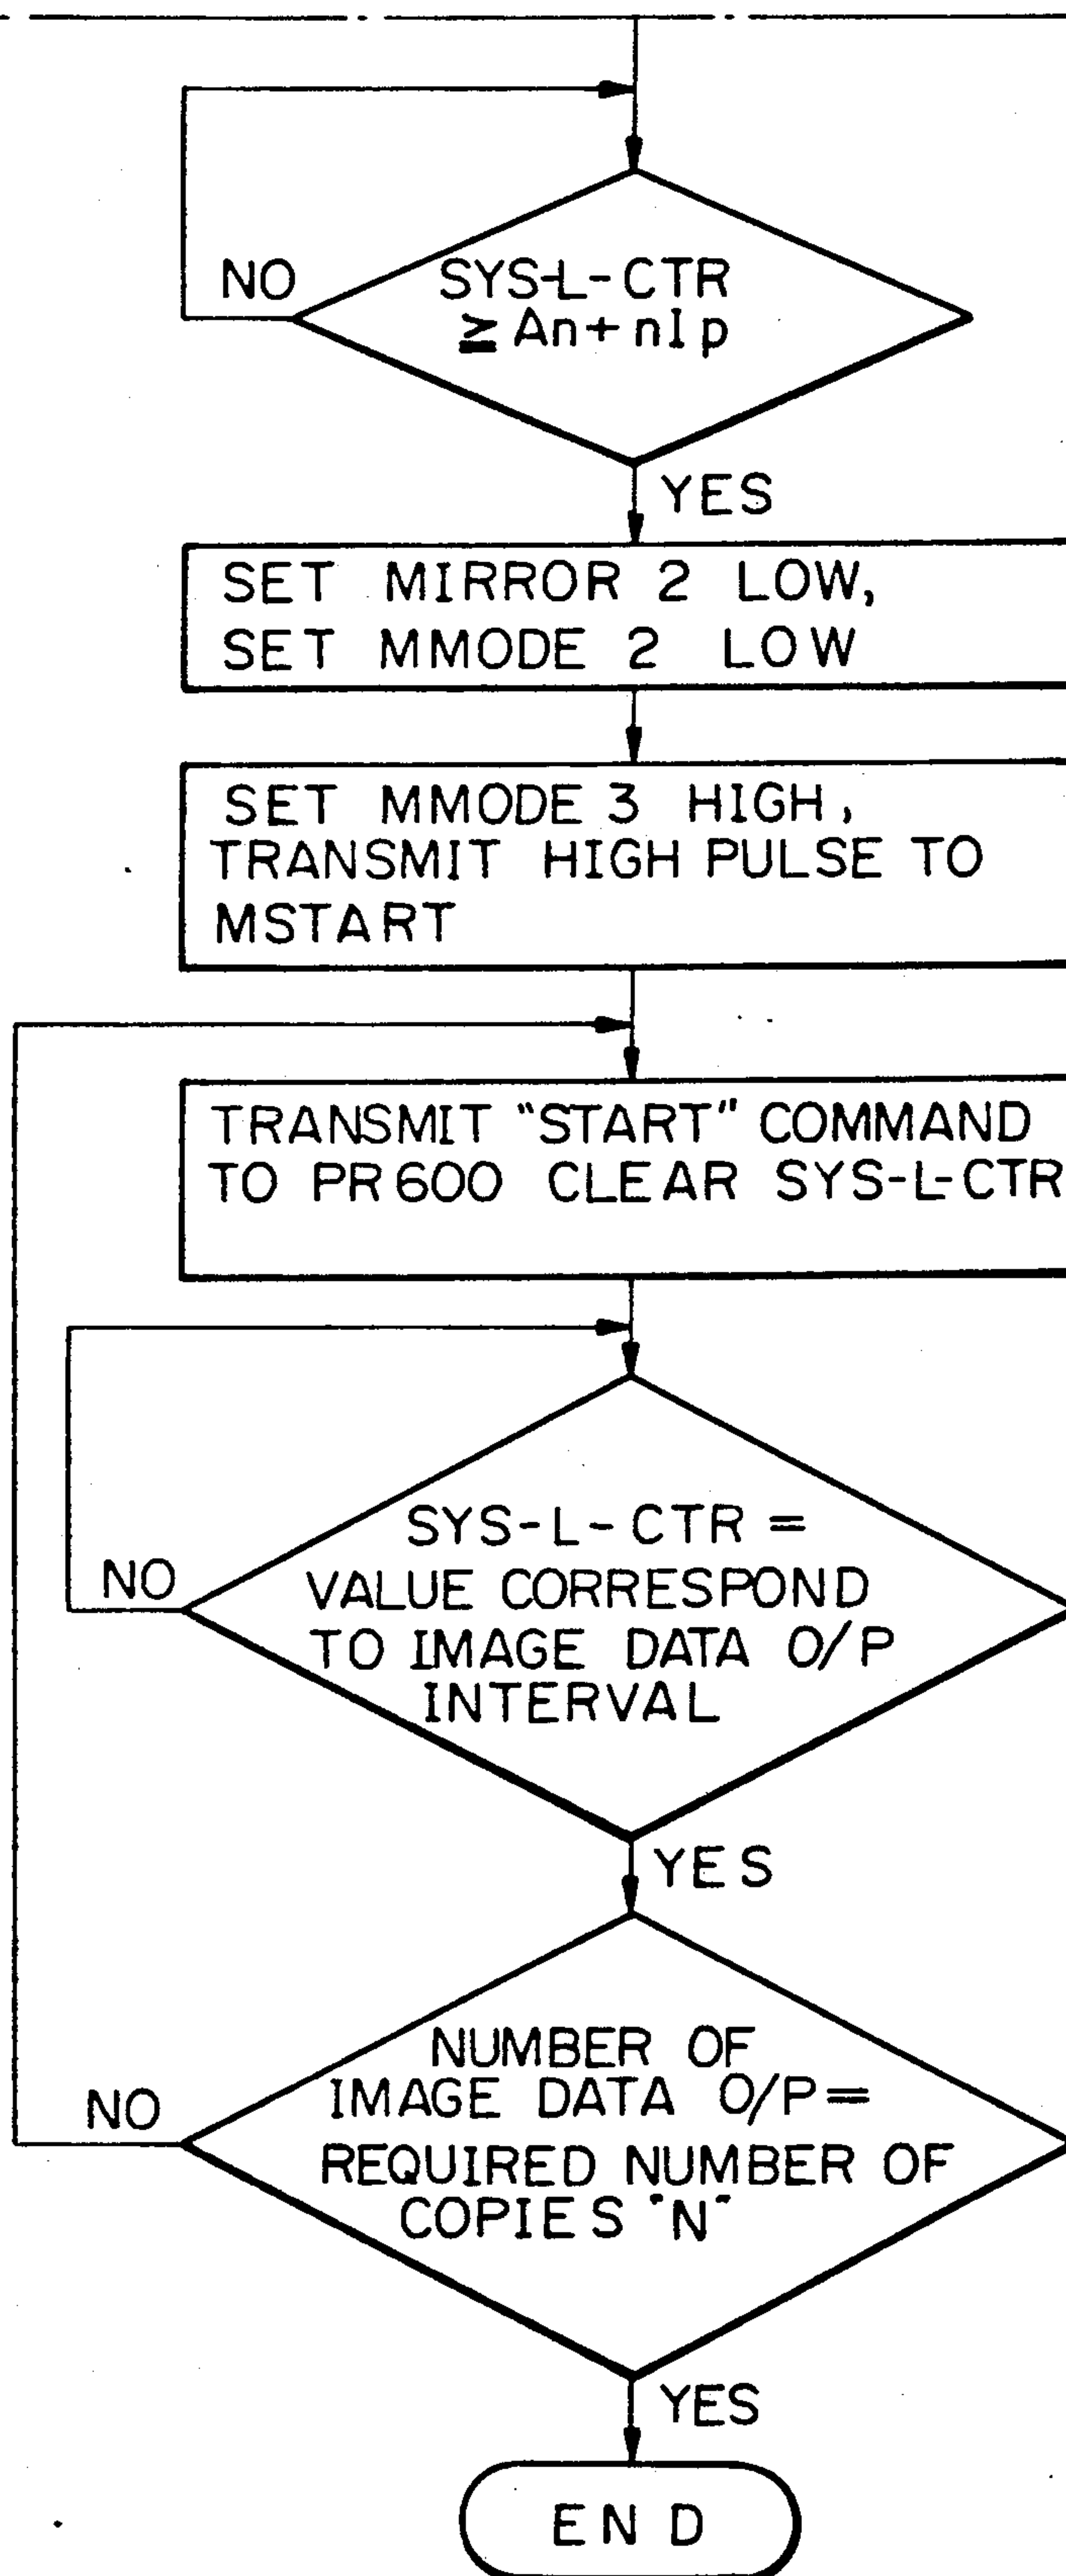 NO
SYS-L-CTR
≧ An+nIp
YES
SET MIRROR 2 LOW,
SET MMODE 2 LOW
SET MMODE 3 HIGH,
TRANSMIT HIGH PULSE TO
MSTART
TRANSMIT "START" COMMAND
TO PR600 CLEAR SYS-L-CTR
SYS-L-CTR =
NO
VALUE CORRESPOND
TO IMAGE DATA O/P
INTERVAL
YES
NUMBER OF
NO
IMAGE DATA O/P=
REQUIRED NUMBER OF
COPIES "N"
YES
END